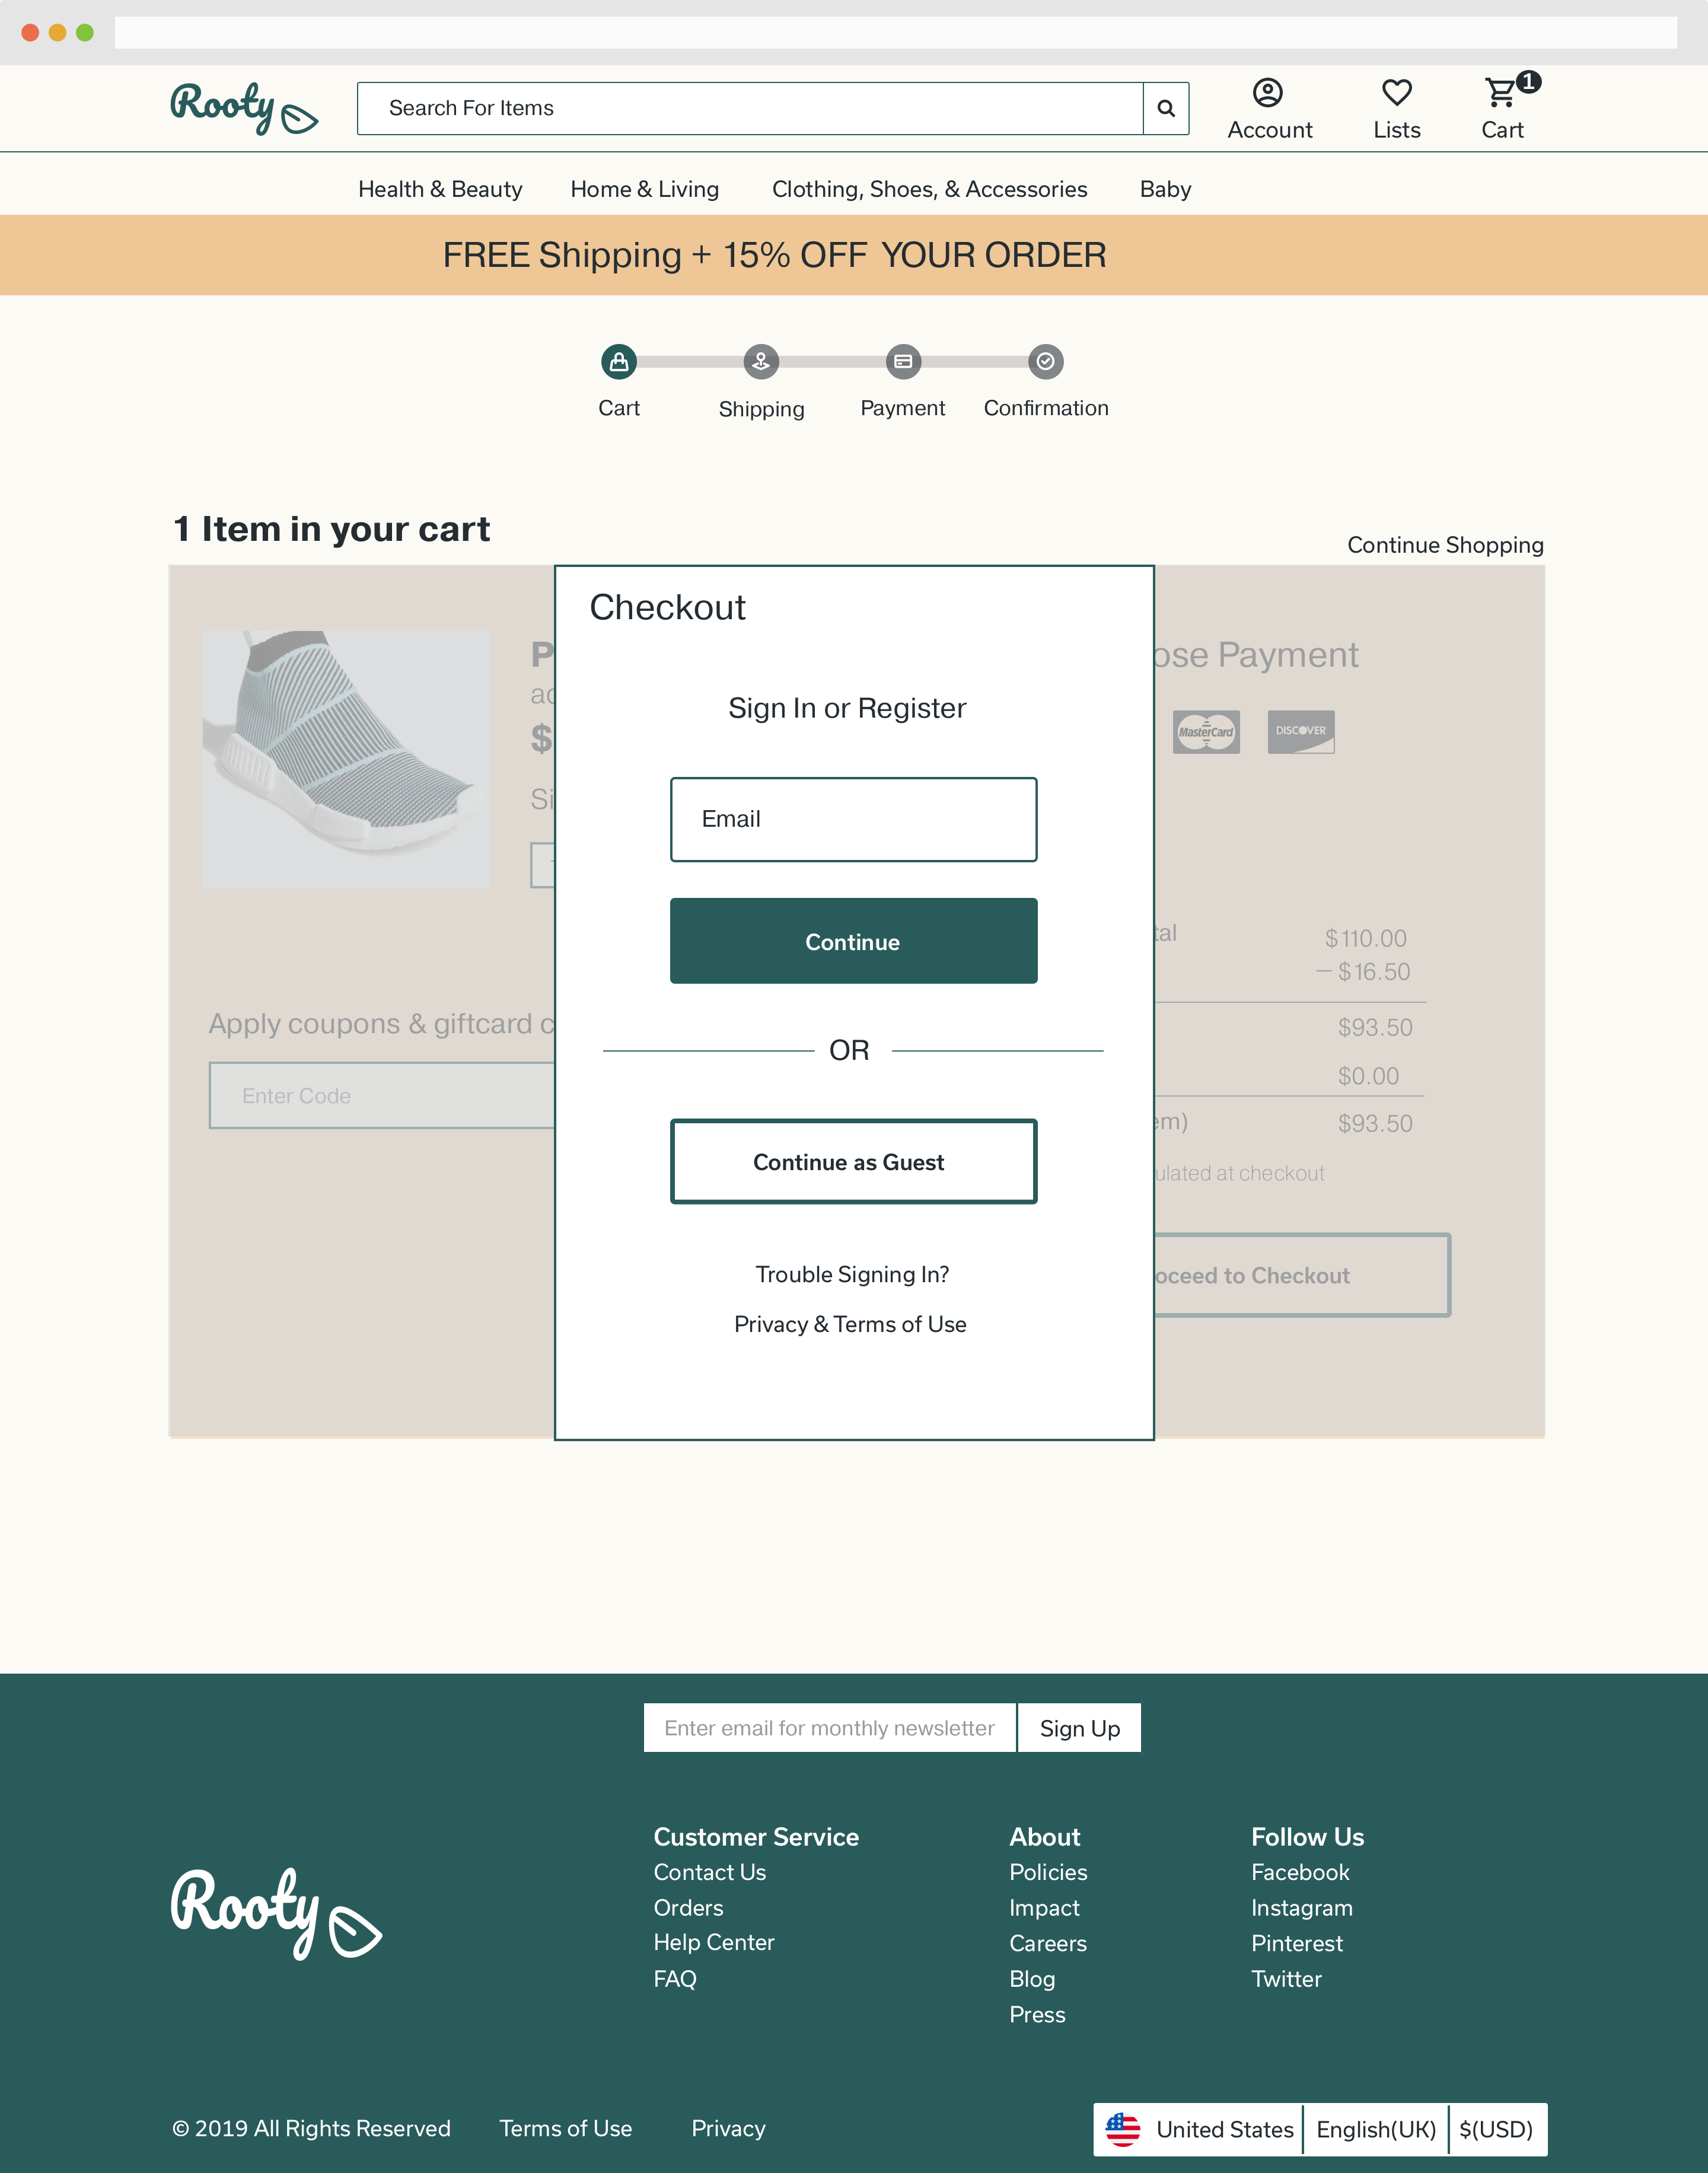 Rooty
Search For Items
1
Account
Lists
Cart
Health & Beauty
Home & Living
Clothing, Shoes, & Accessories
Baby
FREE Shipping + 15% OFF YOUR ORDER
Cart
Shipping
Payment
Confirmation
1 Item in your cart
Continue Shopping
Checkout
Sign In or Register
Email
Continue
OR
Continue as Guest
Trouble Signing In?
Privacy & Terms of Use
P
$
Si
Apply coupons & giftcard c
Enter Code
ose Payment
MasterCard
DISCOVER
tal
$110.00
– $16.50
$93.50
$0.00
em)
$93.50
ulated at checkout
oceed to Checkout
Enter email for monthly newsletter
Sign Up
Rooty
Customer Service
Contact Us
Orders
Help Center
FAQ
About
Policies
Impact
Careers
Blog
Press
Follow Us
Facebook
Instagram
Pinterest
Twitter
© 2019 All Rights Reserved
Terms of Use
Privacy
United States
English(UK)
$(USD)